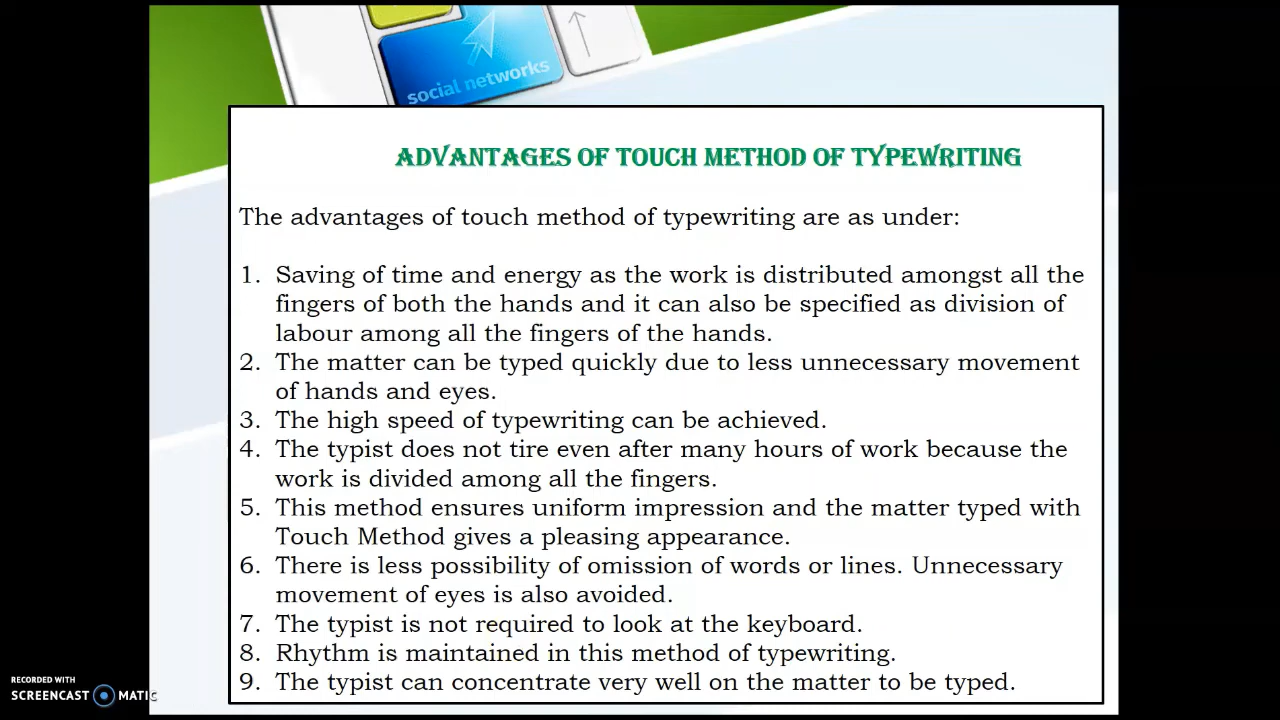 social networks
ADVANTAGES OF TOUCH METHOD OF TYPEWRITING
The advantages of touch method of typewriting are as under:
1. Saving of time and energy as the work is distributed amongst all the
fingers of both the hands and it can also be specified as division of
labour among all the fingers of the hands.
2. The matter can be typed quickly due to less unnecessary movement
of hands and eyes.
3. The high speed of typewriting can be achieved.
4. The typist does not tire even after many hours of work because the
work is divided among all the fingers.
5. This method ensures uniform impression and the matter typed with
Touch Method gives a pleasing appearance.
6. There is less possibility of omission of words or lines. Unnecessary
movement of eyes is also avoided.
7. The typist is not required to look at the keyboard.
8. Rhythm is maintained in this method of typewriting.
9. The typist can concentrate very well on the matter to be typed.
RECORDED WITH
SCREENCAST MATIC